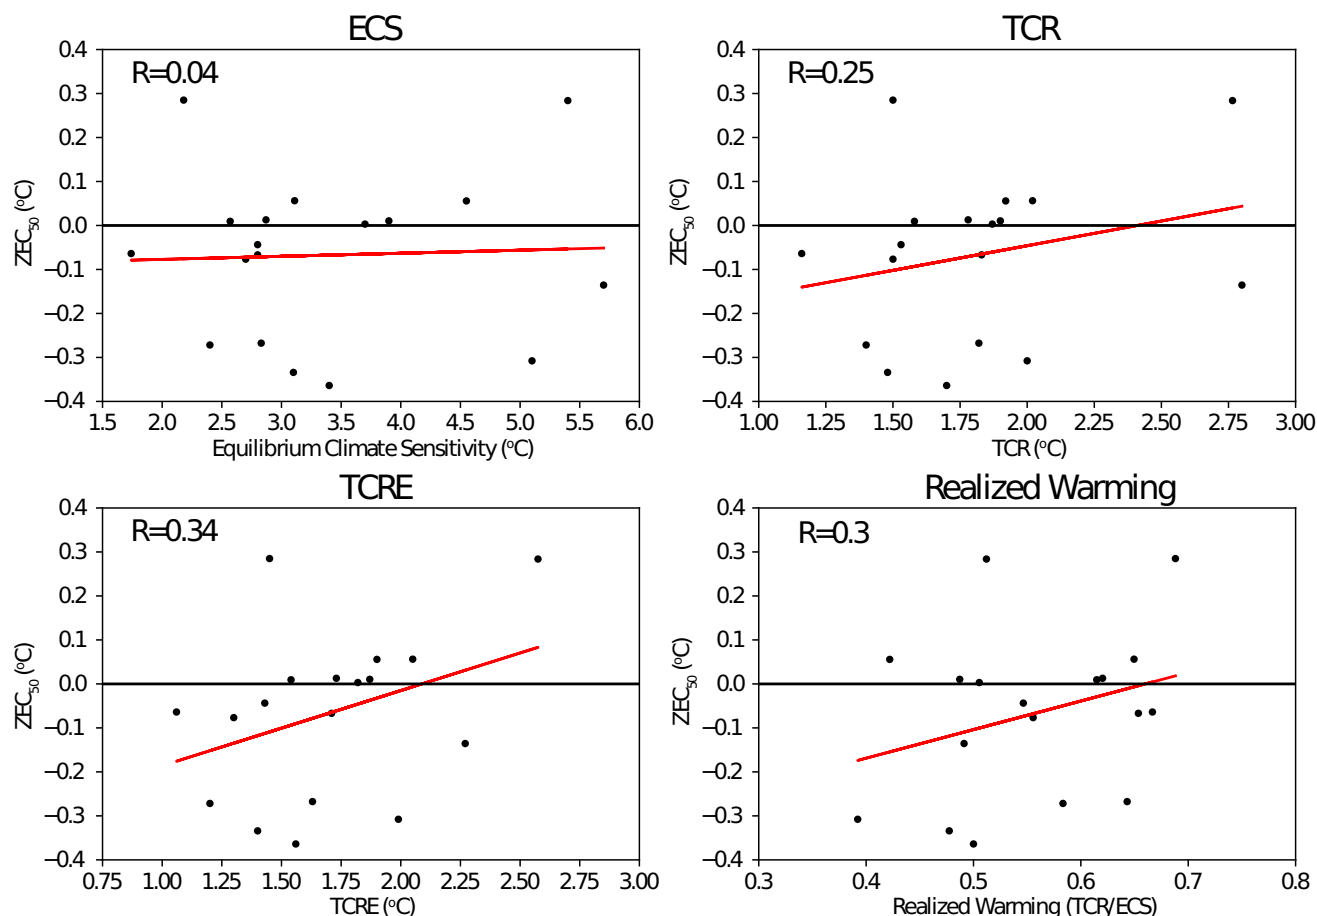 ECS
R=0.04
0.4
0.3
0.2
0.1
0.0
−0.1
−0.2
−0.3
−0.4
ZEC50 (oC)
1.5 2.0 2.5 3.0 3.5 4.0 4.5 5.0 5.5 6.0
Equilibrium Climate Sensitivity (oC)
TCR
R=0.25
0.4
0.3
0.2
0.1
0.0
−0.1
−0.2
−0.3
−0.4
ZEC50 (oC)
1.00 1.25 1.50 1.75 2.00 2.25 2.50 2.75 3.00
TCR (oC)
TCRE
R=0.34
0.4
0.3
0.2
0.1
0.0
−0.1
−0.2
−0.3
−0.4
ZEC50 (oC)
0.75 1.00 1.25 1.50 1.75 2.00 2.25 2.50 2.75 3.00
TCRE (oC)
Realized Warming
R=0.3
0.4
0.3
0.2
0.1
0.0
−0.1
−0.2
−0.3
−0.4
ZEC50 (oC)
0.3 0.4 0.5 0.6 0.7 0.8
Realized Warming (TCR/ECS)